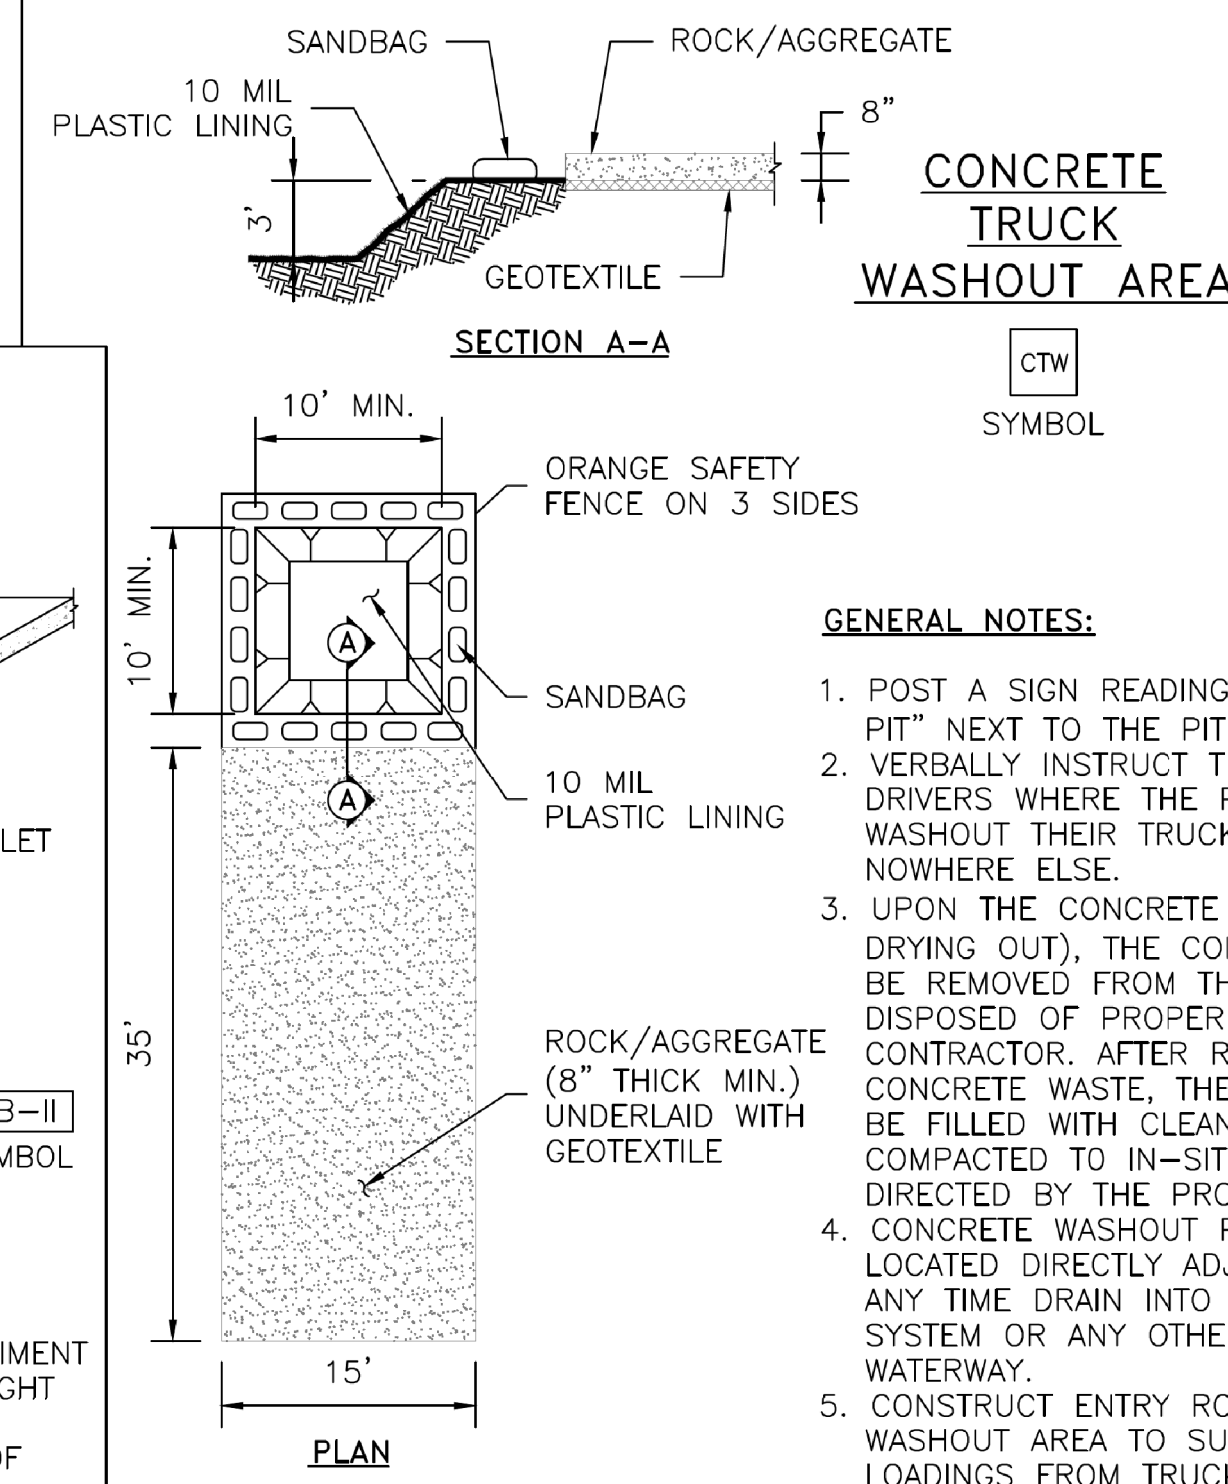 SANDBAG
ROCK/AGGREGATE
10 MIL
PLASTIC LINING
8"
3'
GEOTEXTILE
SECTION A-A
CONCRETE
TRUCK
WASHOUT AREA
CTW
SYMBOL
10' MIN.
ORANGE SAFETY
FENCE ON 3 SIDES
10' MIN.
A
SANDBAG
A
10 MIL
PLASTIC LINING
35'
ROCK/AGGREGATE
(8" THICK MIN.)
UNDERLAID WITH
GEOTEXTILE
15'
PLAN
GENERAL NOTES:
1. POST A SIGN READING
PIT" NEXT TO THE PIT
2. VERBALLY INSTRUCT T
DRIVERS WHERE THE
WASHOUT THEIR TRUCK
NOWHERE ELSE.
3. UPON THE CONCRETE
DRYING OUT), THE CO
BE REMOVED FROM TH
DISPOSED OF PROPER
CONTRACTOR. AFTER R
CONCRETE WASTE, THE
BE FILLED WITH CLEAN
COMPACTED TO IN-SIT
DIRECTED BY THE PRO
4. CONCRETE WASHOUT
LOCATED DIRECTLY ADJ
ANY TIME DRAIN INTO
SYSTEM OR ANY OTHE
WATERWAY.
5. CONSTRUCT ENTRY RO
WASHOUT AREA TO SU
LOADINGS FROM TRUCK
LET
B-II
MBOL
IMENT
GHT
OF